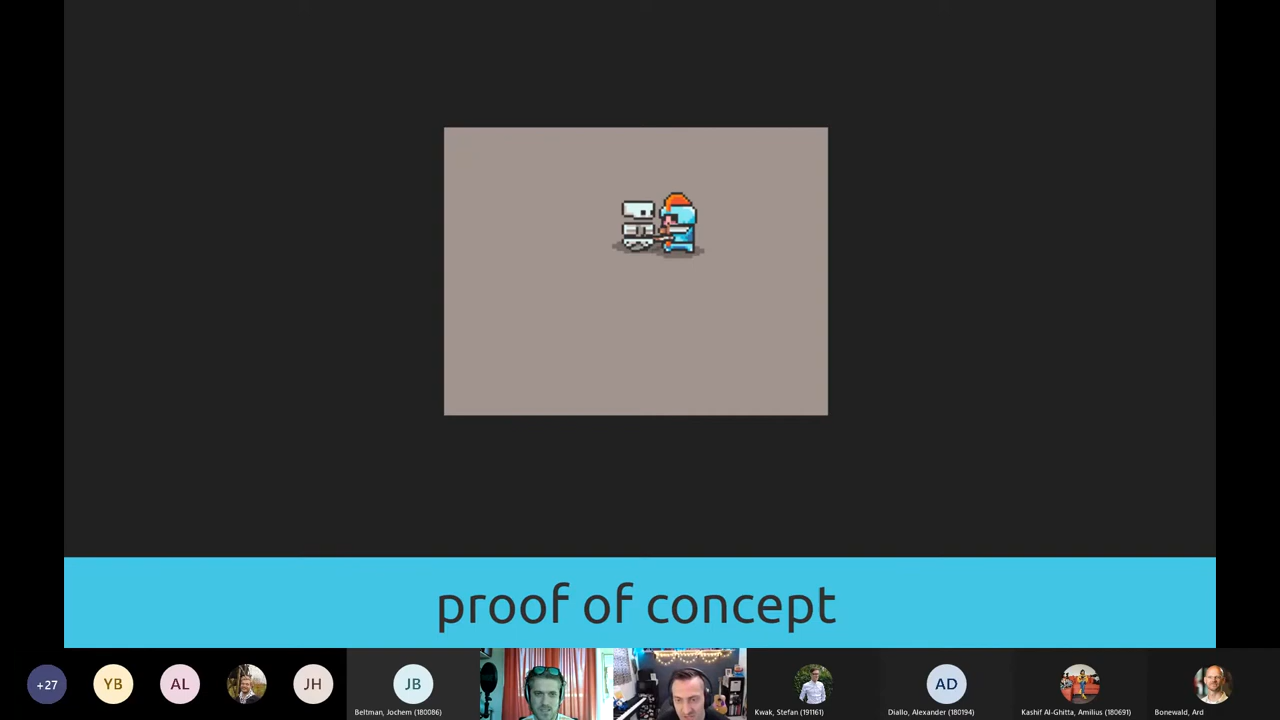 proof of concept
+27
YB
AL
JH
JB
Beltman, Jochem (180086)
Kwak, Stefan (191161)
AD
Diallo, Alexander (180194)
Kashif Al-Ghitta, Amilius (180691)
Bonewald, Ard